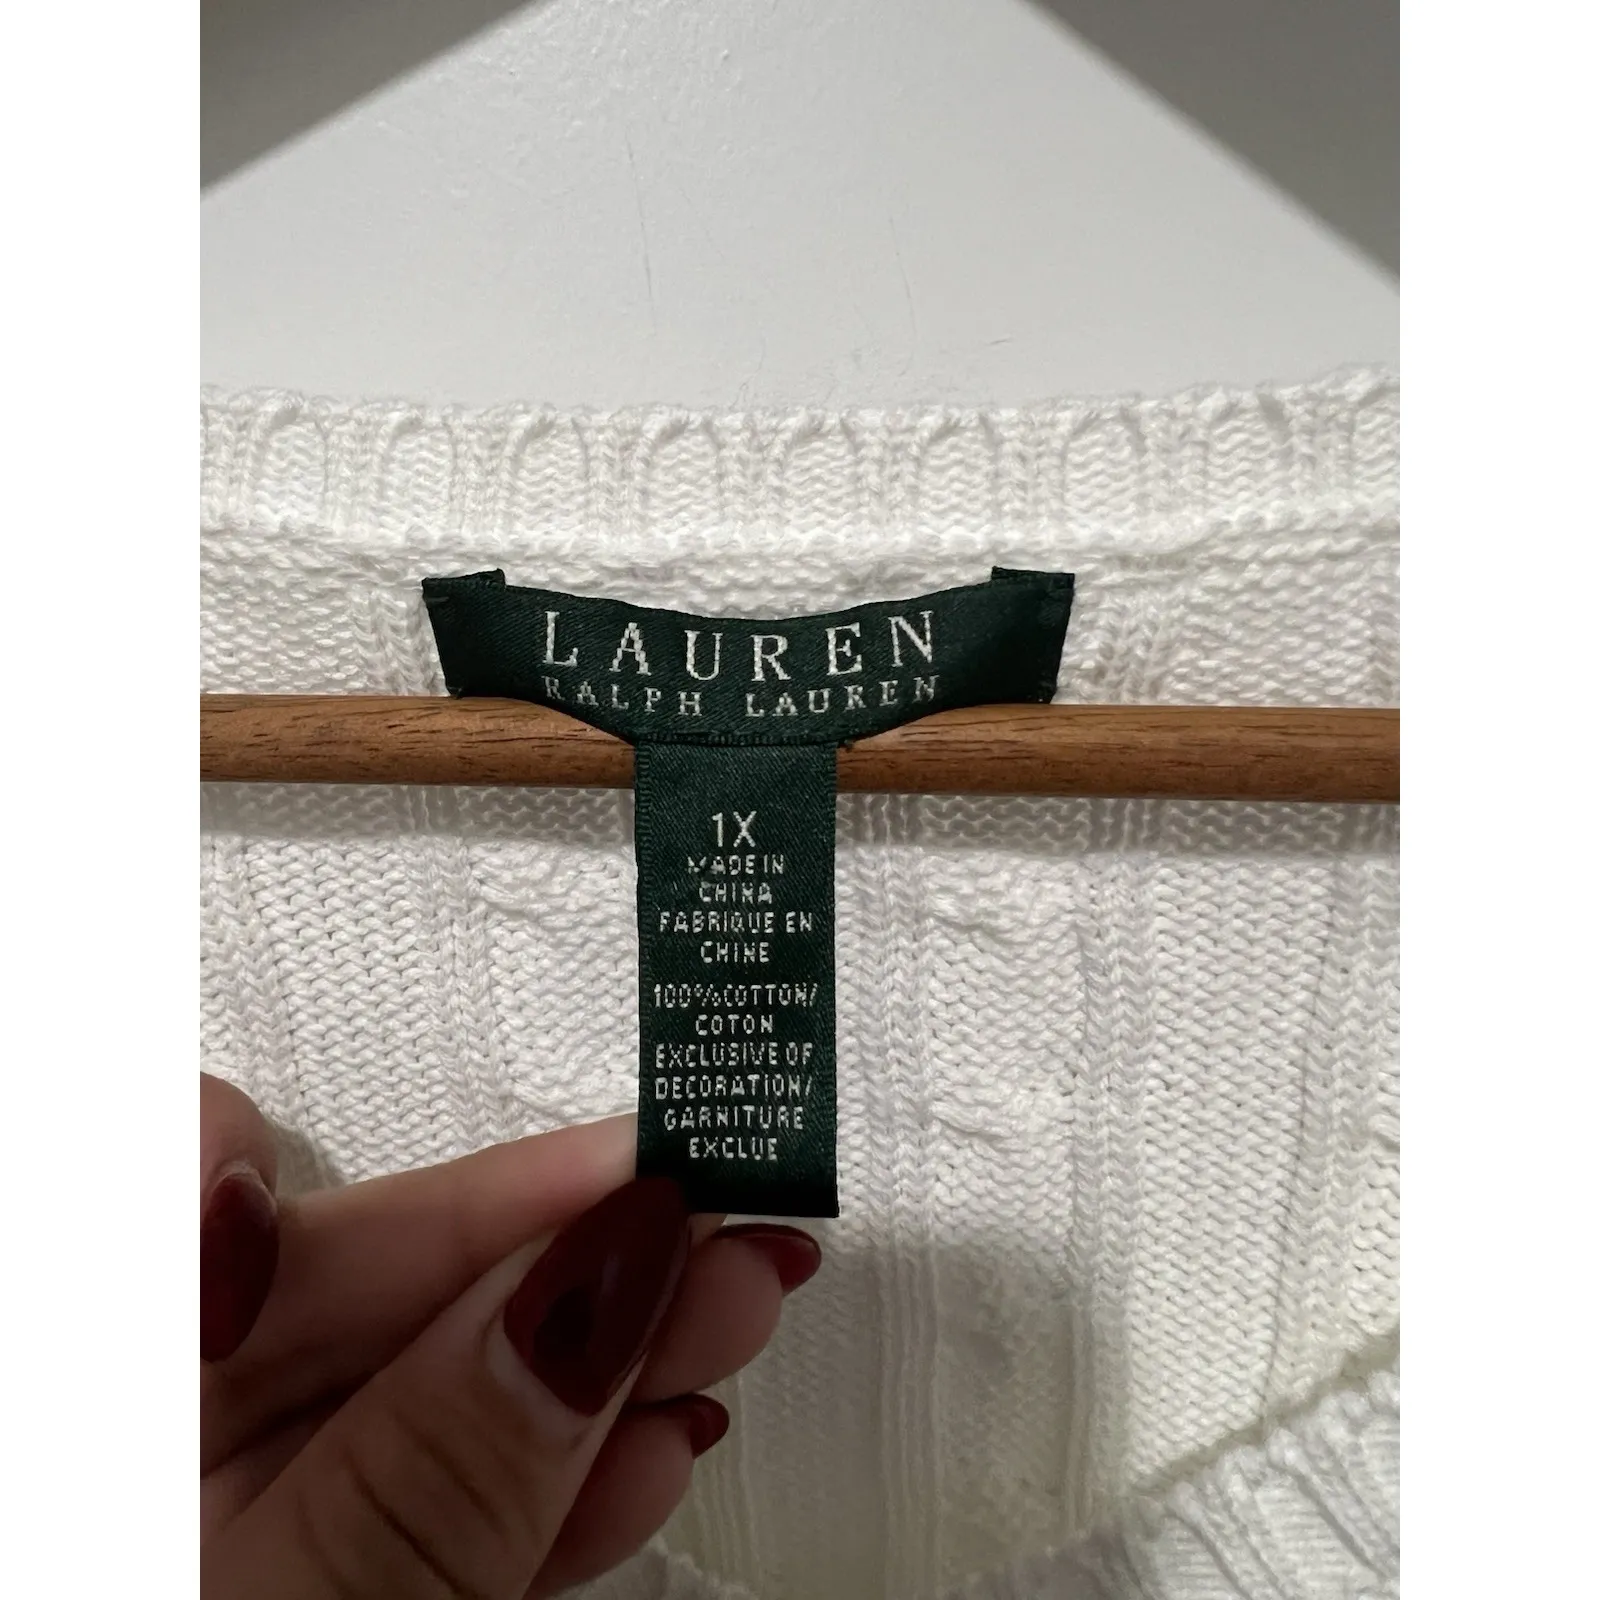 LAUREN
RALPH LAUREN
1X
MADE IN
CHINA
FABRIQUE EN
CHINE
100%COTTON/
COTON
EXCLUSIVE OF
DECORATION/
GARNITURE
EXCLUE